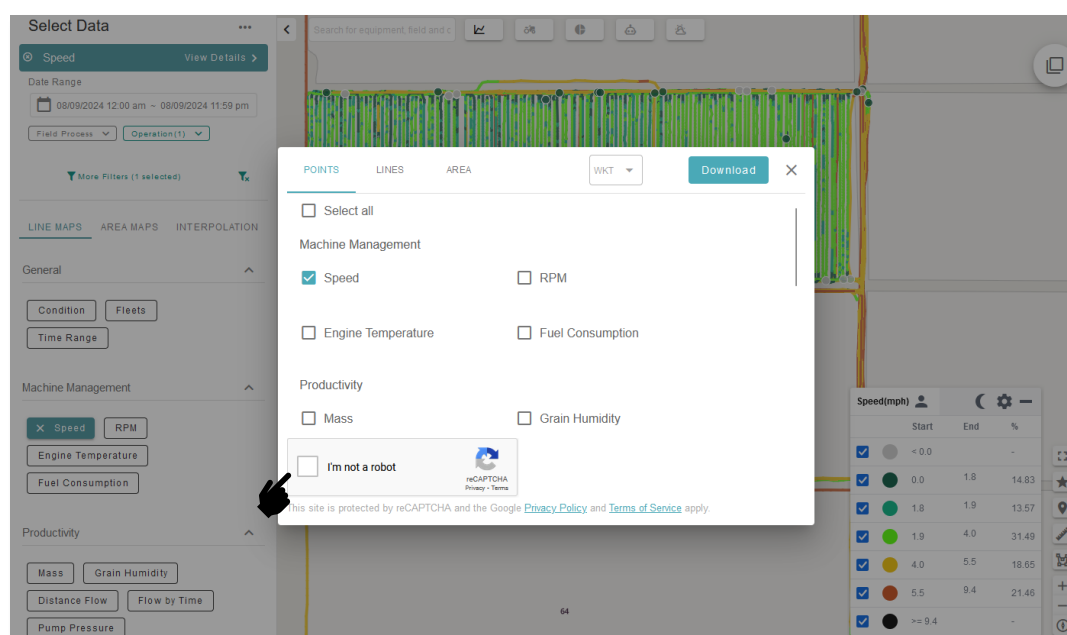 Select Data
Speed View Details
Date Range
08/09/2024 12:00 am ~ 08/09/2024 11:59 pm
Field Process Operation(1)
More Filters (1 selected)
LINE MAPS AREA MAPS INTERPOLATION
General
Condition Fleets
Time Range
Machine Management
Speed RPM
Engine Temperature
Fuel Consumption
Productivity
Mass Grain Humidity
Distance Flow Flow by Time
Pump Pressure
Search for equipment, field and c
POINTS LINES AREA WKT Download
Select all
Machine Management
Speed RPM
Engine Temperature Fuel Consumption
Productivity
Mass Grain Humidity
I'm not a robot
reCAPTCHA
Privacy - Terms
This site is protected by reCAPTCHA and the Google Privacy Policy and Terms of Service apply.
64
Speed(mph)
Start End %
< 0.0 -
0.0 1.8 14.83
1.8 1.9 13.57
1.9 4.0 31.49
4.0 5.5 18.65
5.5 9.4 21.46
>= 9.4 -